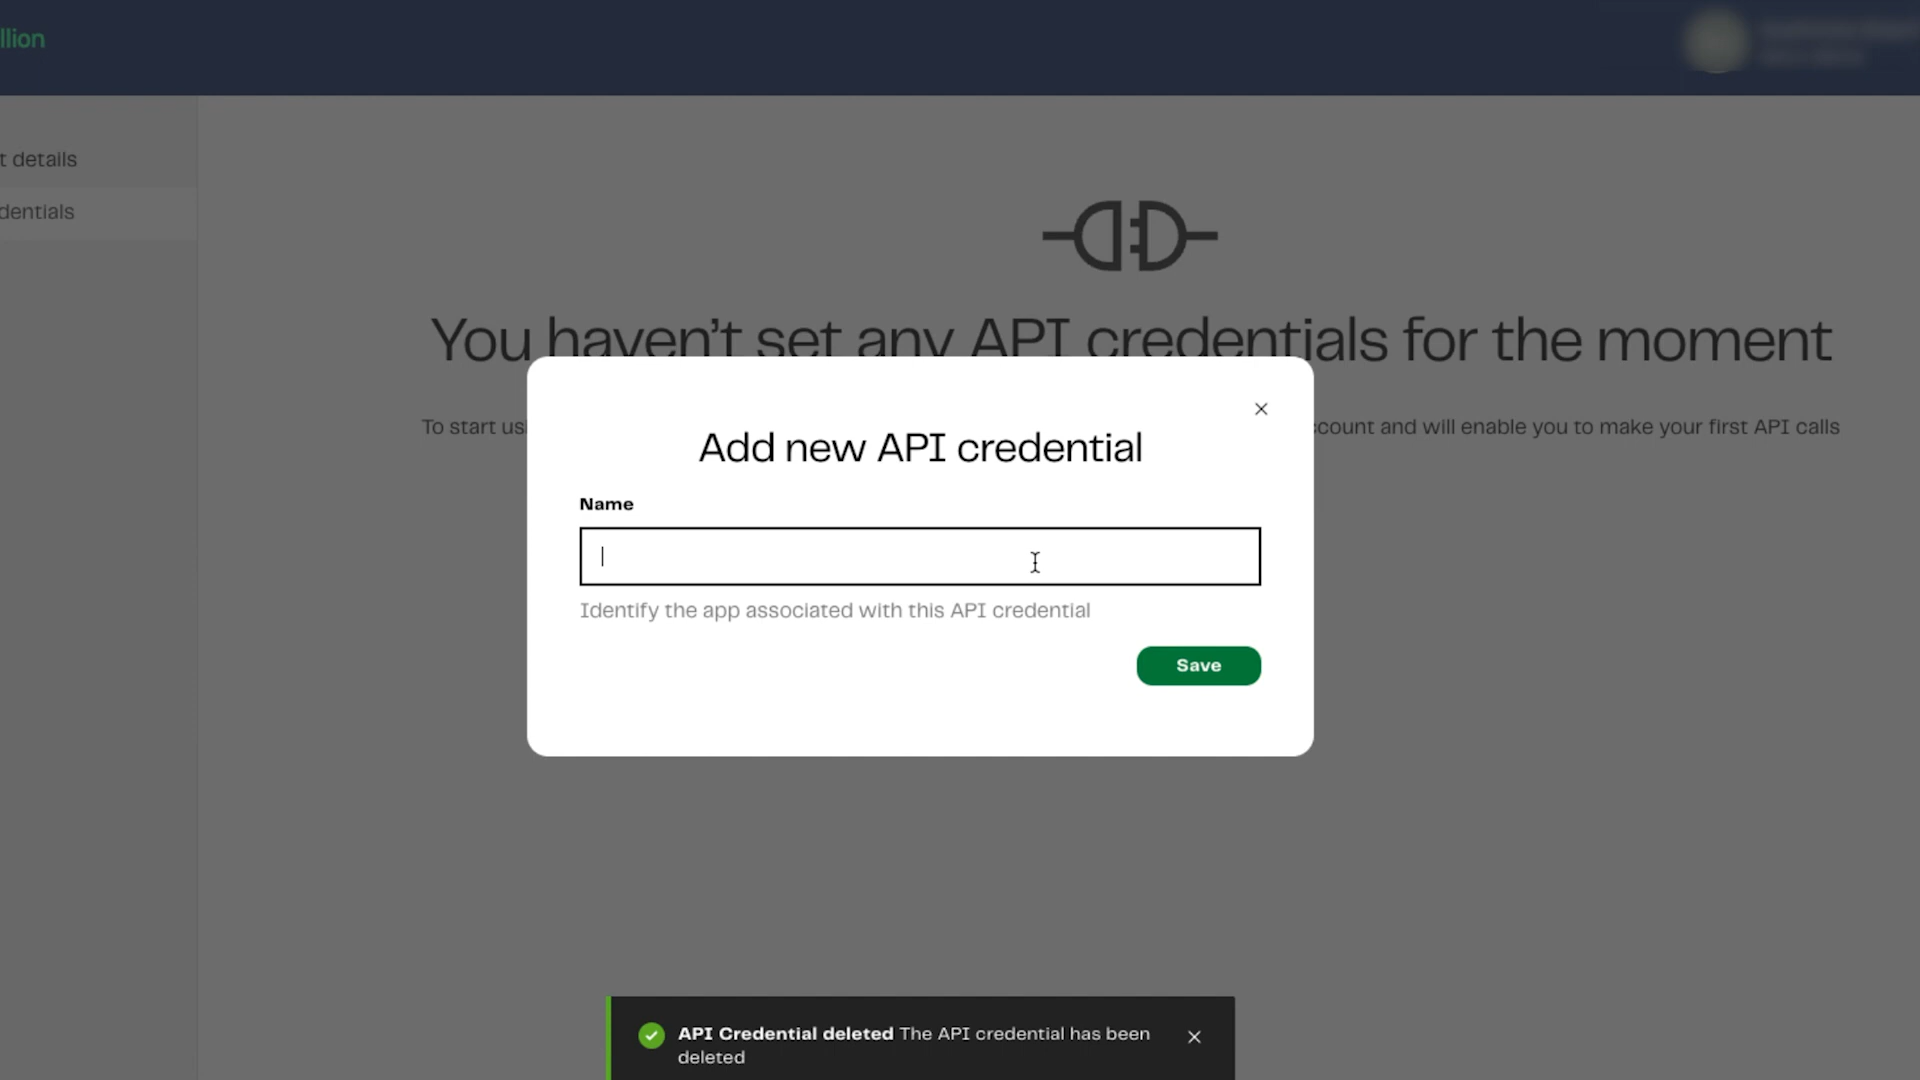 llion
t details
dentials
You haven't set any API credentials for the moment
To start us
ccount and will enable you to make your first API calls
Add new API credential
Name
Identify the app associated with this API credential
Save
API Credential deleted The API credential has been
deleted